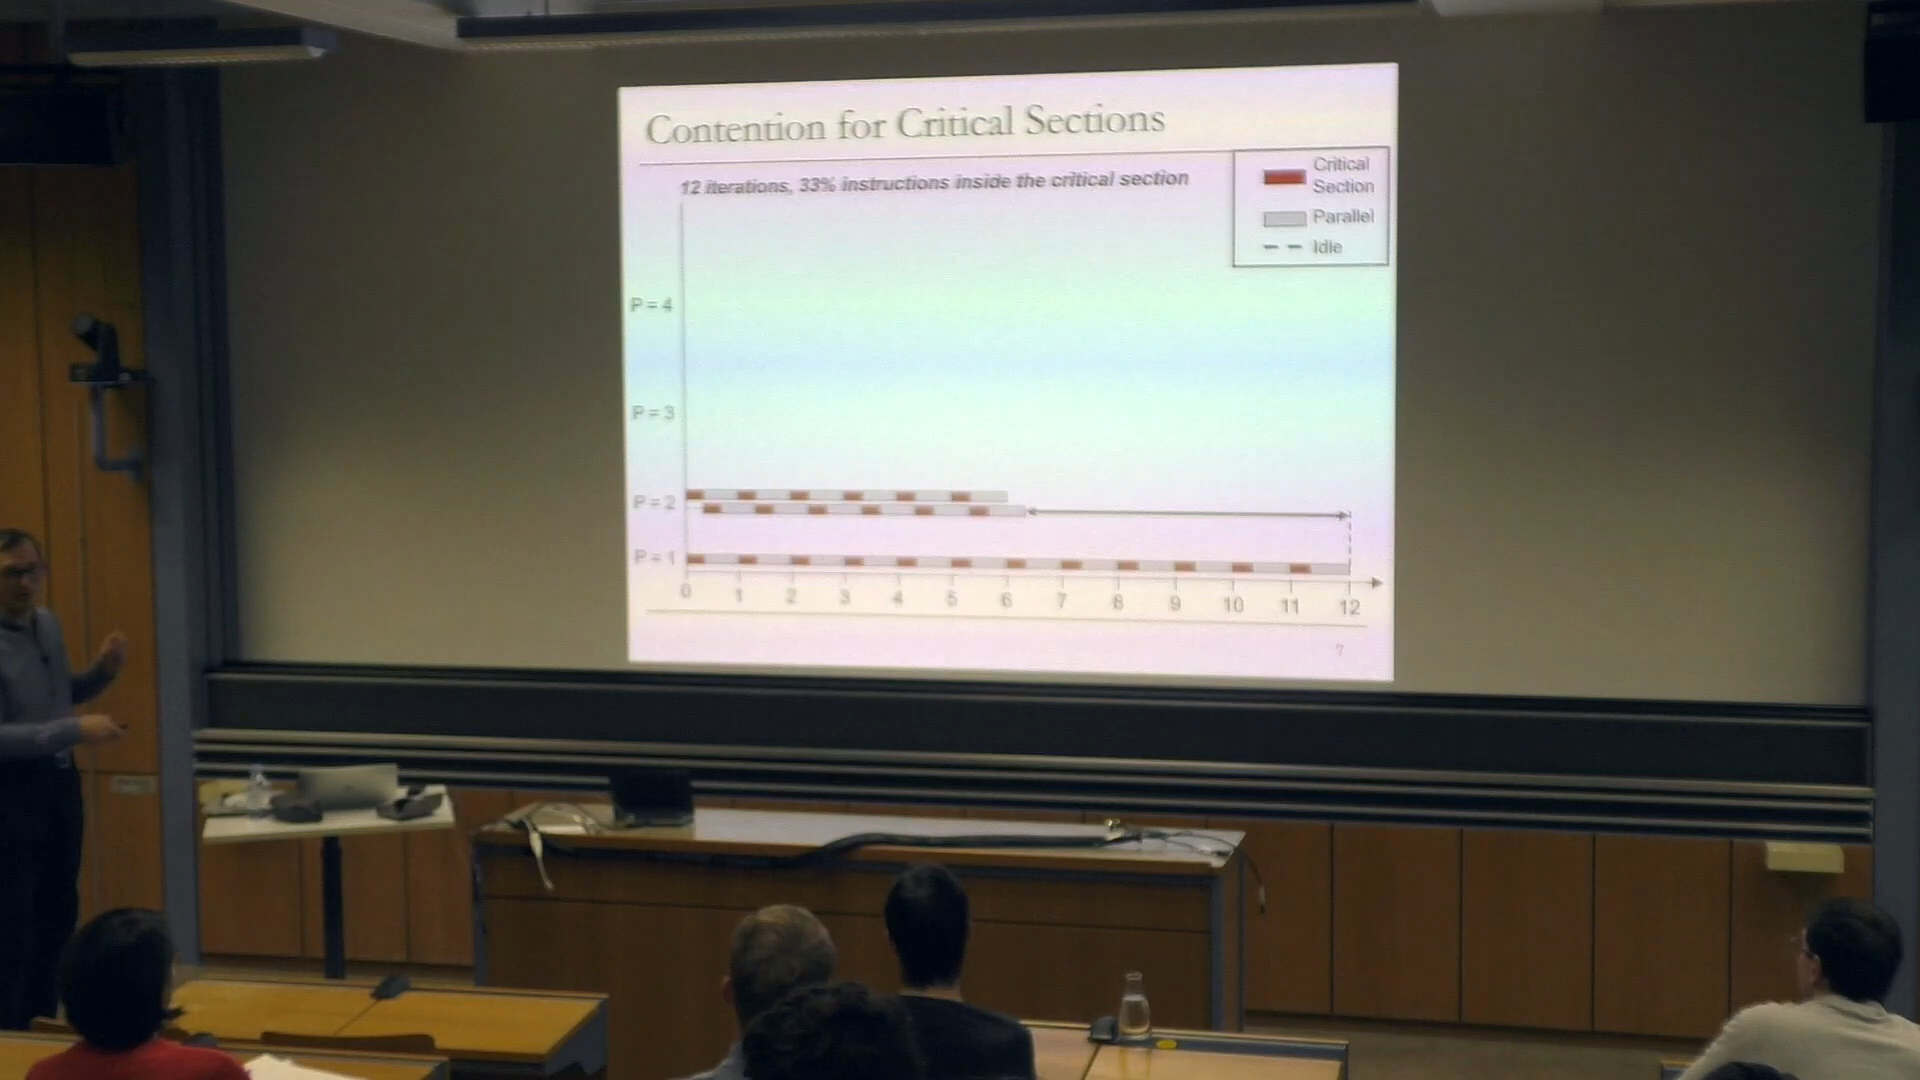 Contention for Critical Sections
12 iterations, 33% instructions inside the critical section
Critical
Section
Parallel
Idle
P = 4
P = 3
P = 2
P = 1
0 1 2 3 4 5 6 7 8 9 10 11 12
7